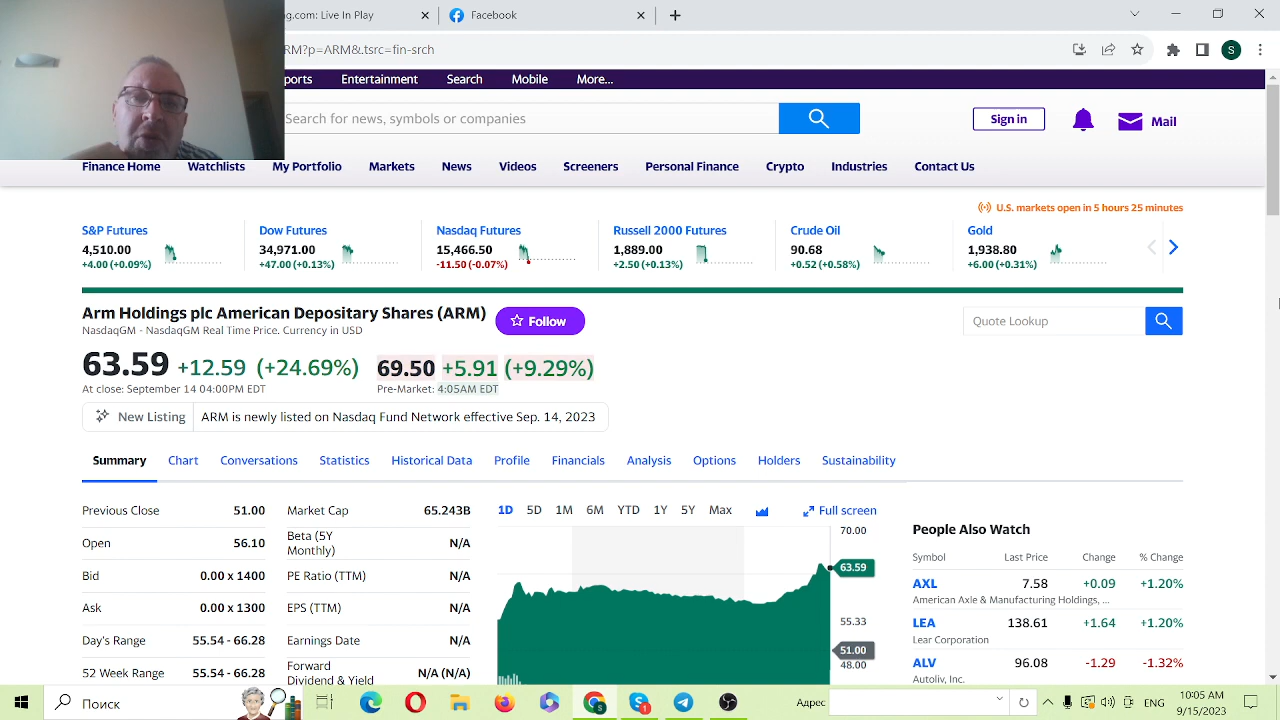 ng.com/Finviz Play
Facebook
RM?p=ARM&.tsrc=fin-srch
S
ports Entertainment Search Mobile More...
Search for news, symbols or companies
Sign in
Mail
Finance Home Watchlists My Portfolio Markets News Videos Screeners Personal Finance Crypto Industries Contact Us
U.S. markets open in 5 hours 25 minutes
S&P Futures Dow Futures Nasdaq Futures Russell 2000 Futures Crude Oil Gold
4,510.00 34,971.00 15,466.50 1,889.00 90.68 1,938.80
+4.00 (+0.09%) +47.00 (+0.13%) -11.50 (-0.07%) +2.50 (+0.13%) +0.52 (+0.58%) +6.00 (+0.31%)
Arm Holdings plc American Depositary Shares (ARM) Follow
NasdaqGM - NasdaqGM Real Time Price. Currency in USD
Quote Lookup
63.59 +12.59 (+24.69%) 69.50 +5.91 (+9.29%)
At close: September 14 04:00PM EDT Pre-Market: 4:05AM EDT
New Listing ARM is newly listed on Nasdaq Fund Network effective Sep. 14, 2023
Summary Chart Conversations Statistics Historical Data Profile Financials Analysis Options Holders Sustainability
Previous Close 51.00
Open 56.10
Bid 0.00 x 1400
Ask 0.00 x 1300
Day's Range 55.54 - 66.28
52 Week Range 55.54 - 66.28
Market Cap 65.243B
Beta (5Y
Monthly) N/A
PE Ratio (TTM) N/A
EPS (TTM) N/A
Earnings Date N/A
Forward
Dividend & Yield N/A
1D 5D 1M 6M YTD 1Y 5Y Max Full screen
70.00
63.59
55.33
51.00
48.00
People Also Watch
Symbol Last Price Change % Change
AXL 7.58 +0.09 +1.20%
American Axle & Manufacturing Holdings, ...
LEA 138.61 +1.64 +1.20%
Lear Corporation
ALV 96.08 -1.29 -1.32%
Autoliv, Inc.
Поиск
S
1
Адрес
ENG
10:05 AM
9/15/2023